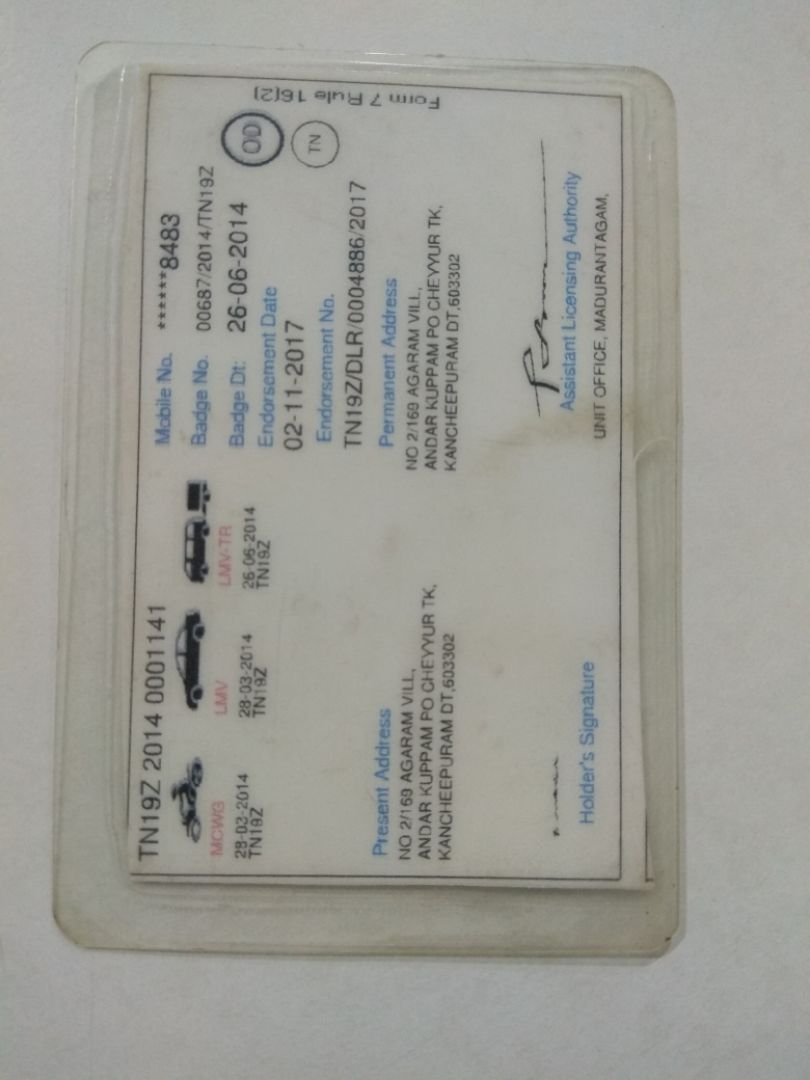 Form 7 Rule 16(2)
TN19Z 2014 0001141
MCWG
28-03-2014
TN19Z
LMV
28-03-2014
TN19Z
LMV-TR
26-06-2014
TN19Z
Mobile No. ******8483
Badge No. 00687/2014/TN19Z
Badge Dt: 26-06-2014
Endorsement Date
02-11-2017
Endorsement No.
TN19Z/DLR/0004886/2017
OD
TN
Present Address
NO 2/169 AGARAM VILL,
ANDAR KUPPAM PO CHEYYUR TK,
KANCHEEPURAM DT,603302
Permanent Address
NO 2/169 AGARAM VILL,
ANDAR KUPPAM PO CHEYYUR TK,
KANCHEEPURAM DT,603302
Holder's Signature
Assistant Licensing Authority
UNIT OFFICE, MADURANTAGAM,